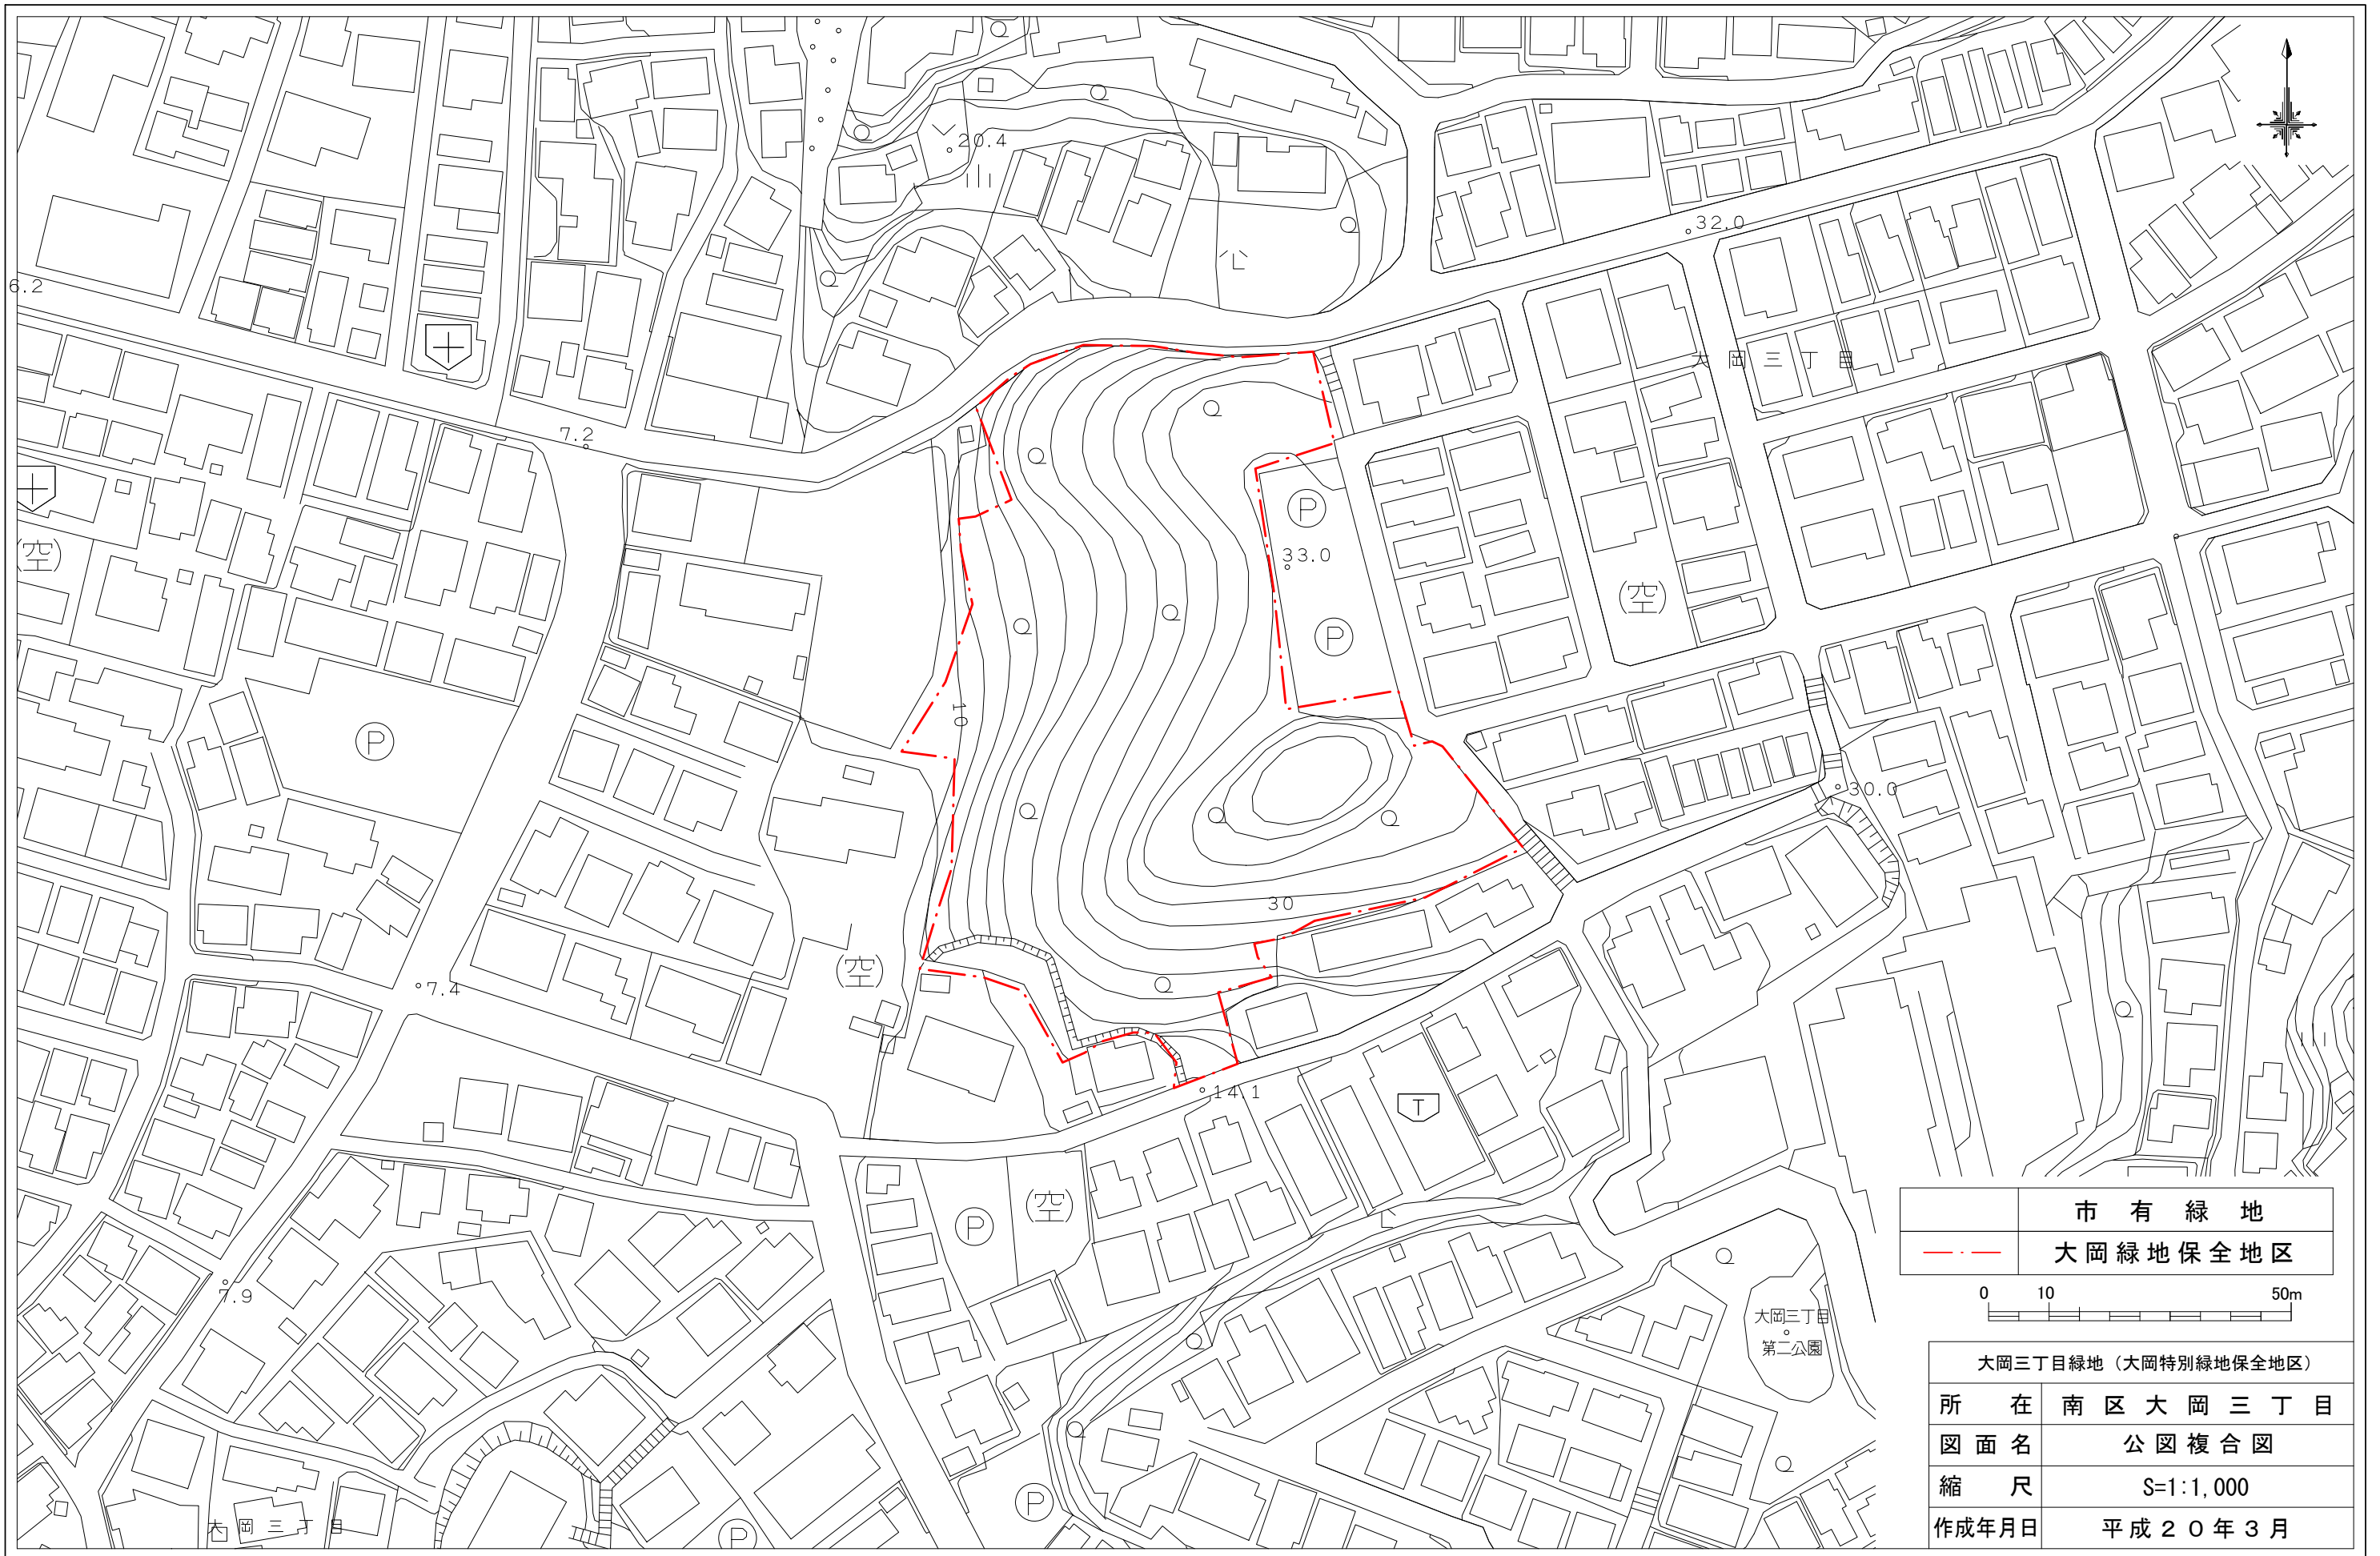 20.4
32.0
公
6.2
大岡三丁目
7.2
P
33.0
(空)
(空)
P
10
P
30.0
30
(空)
7.4
14.1
T
市有緑地
P
(空)
大岡緑地保全地区
0 10 50m
7.9
大岡三丁目
第二公園
大岡三丁目緑地（大岡特別緑地保全地区）
所在 南区大岡三丁目
図面名 公図複合図
縮尺 S=1:1,000
P
作成年月日 平成２０年３月
大岡三丁目
P